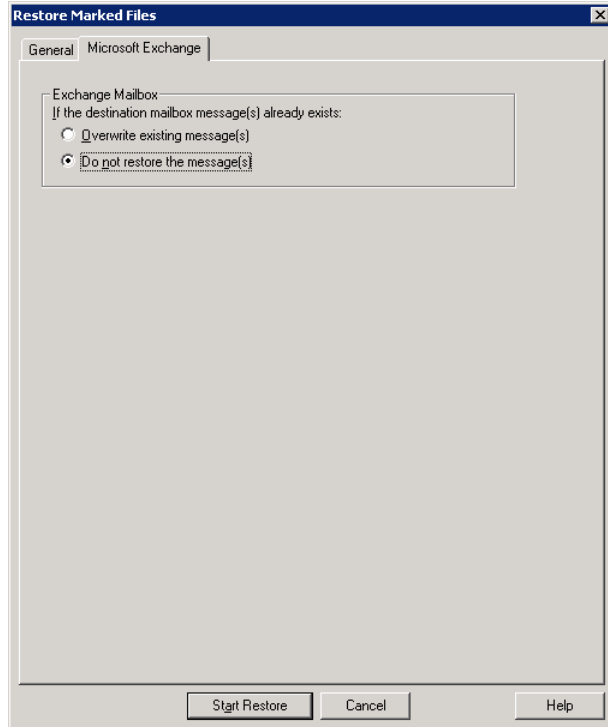 Restore Marked Files
General
Microsoft Exchange
Exchange Mailbox
If the destination mailbox message(s) already exists:
Overwrite existing message(s)
Do not restore the message(s)
Start Restore
Cancel
Help